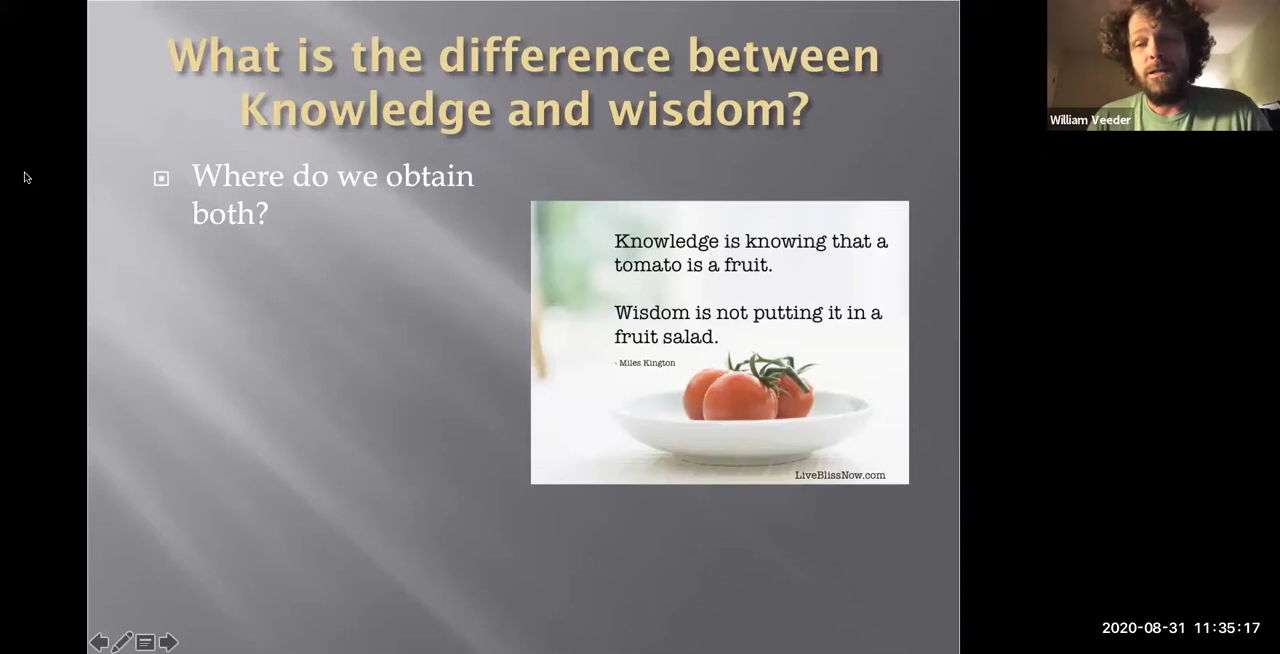 What is the difference between
Knowledge and wisdom?
Where do we obtain
both?
Knowledge is knowing that a
tomato is a fruit.
Wisdom is not putting it in a
fruit salad.
- Miles Kington
LiveBlissNow.com
William Veeder
2020-08-31 11:35:17